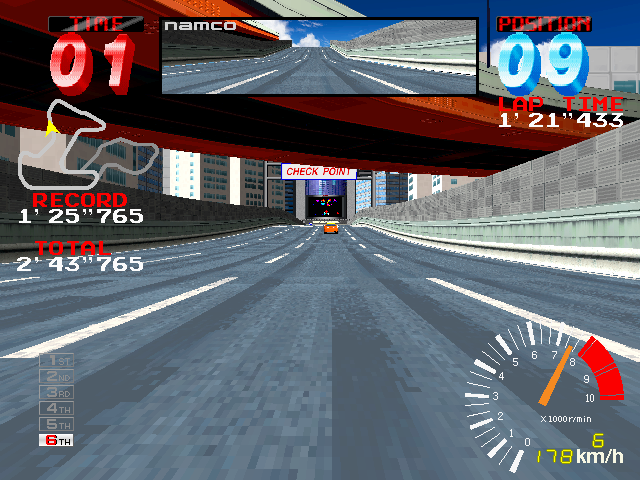 TIME
01
namco
POSITION
09
LAP TIME
1'21"433
CHECK POINT
RECORD
1'25"765
TOTAL
2'43"765
1ST
2ND
3RD
4TH
5TH
6TH
0
1
2
3
4
5
6
7
8
9
10
X1000r/min
6
178km/h